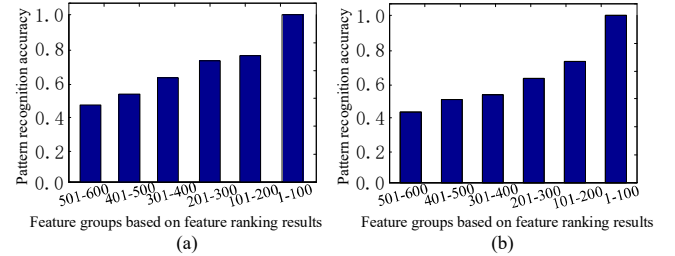 Pattern recognition accuracy
1.0
0.8
0.6
0.4
0.2
0.0
501-600 401-500 301-400 201-300 101-200 1-100
Feature groups based on feature ranking results
(a)
Pattern recognition accuracy
1.0
0.8
0.6
0.4
0.2
0.0
501-600 401-500 301-400 201-300 101-200 1-100
Feature groups based on feature ranking results
(b)